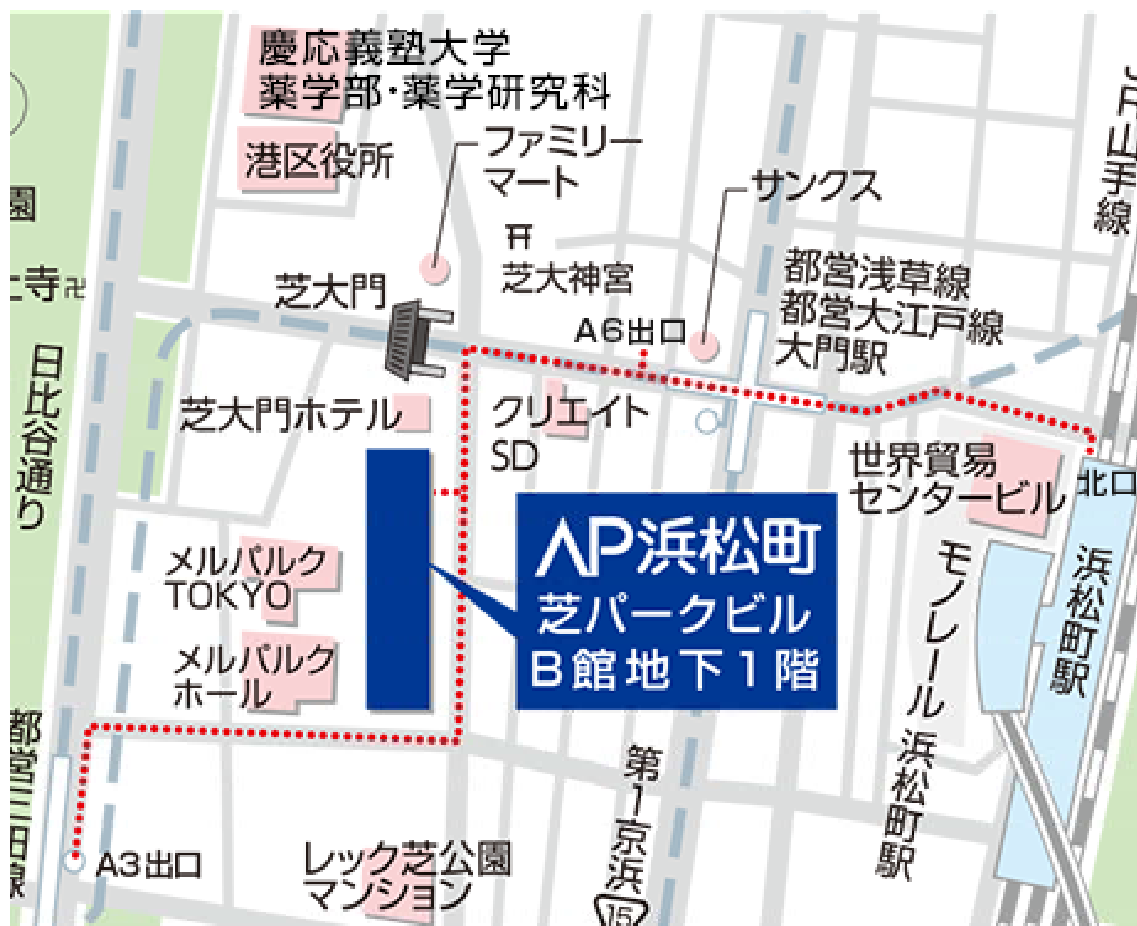 慶応義塾大学
薬学部・薬学研究科
港区役所
ファミリー
マート
サンクス
JR山手線
園
寺
芝大門
芝大神宮
A6出口
都営浅草線
都営大江戸線
大門駅
日比谷通り
芝大門ホテル
クリエイト
SD
世界貿易
センタービル
北口
AP浜松町
芝パークビル
B館地下1階
メルパルク
TOKYO
メルパルク
ホール
モノレール浜松町駅
浜松町駅
都営三田線
第1京浜
15
A3出口
レック芝公園
マンション